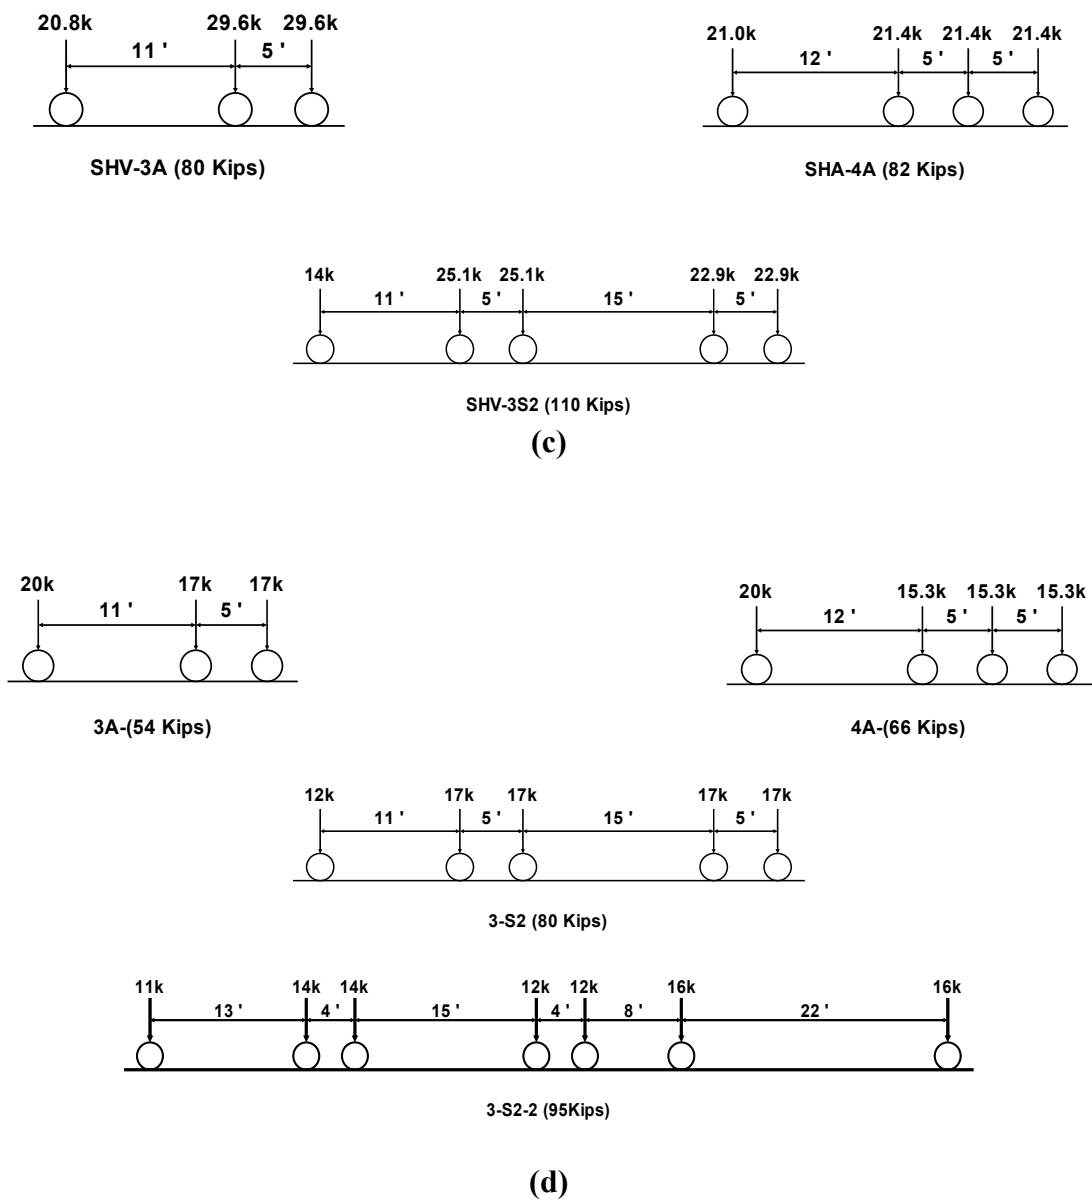 20.8k 29.6k 29.6k
11 ' 5 '
SHV-3A (80 Kips)
21.0k 21.4k 21.4k 21.4k
12 ' 5 ' 5 '
SHA-4A (82 Kips)
14k 25.1k 25.1k 22.9k 22.9k
11 ' 5 ' 15 ' 5 '
SHV-3S2 (110 Kips)
(c)
20k 17k 17k
11 ' 5 '
3A-(54 Kips)
20k 15.3k 15.3k 15.3k
12 ' 5 ' 5 '
4A-(66 Kips)
12k 17k 17k 17k 17k
11 ' 5 ' 15 ' 5 '
3-S2 (80 Kips)
11k 14k 14k 12k 12k 16k 16k
13 ' 4 ' 15 ' 4 ' 8 ' 22 '
3-S2-2 (95Kips)
(d)